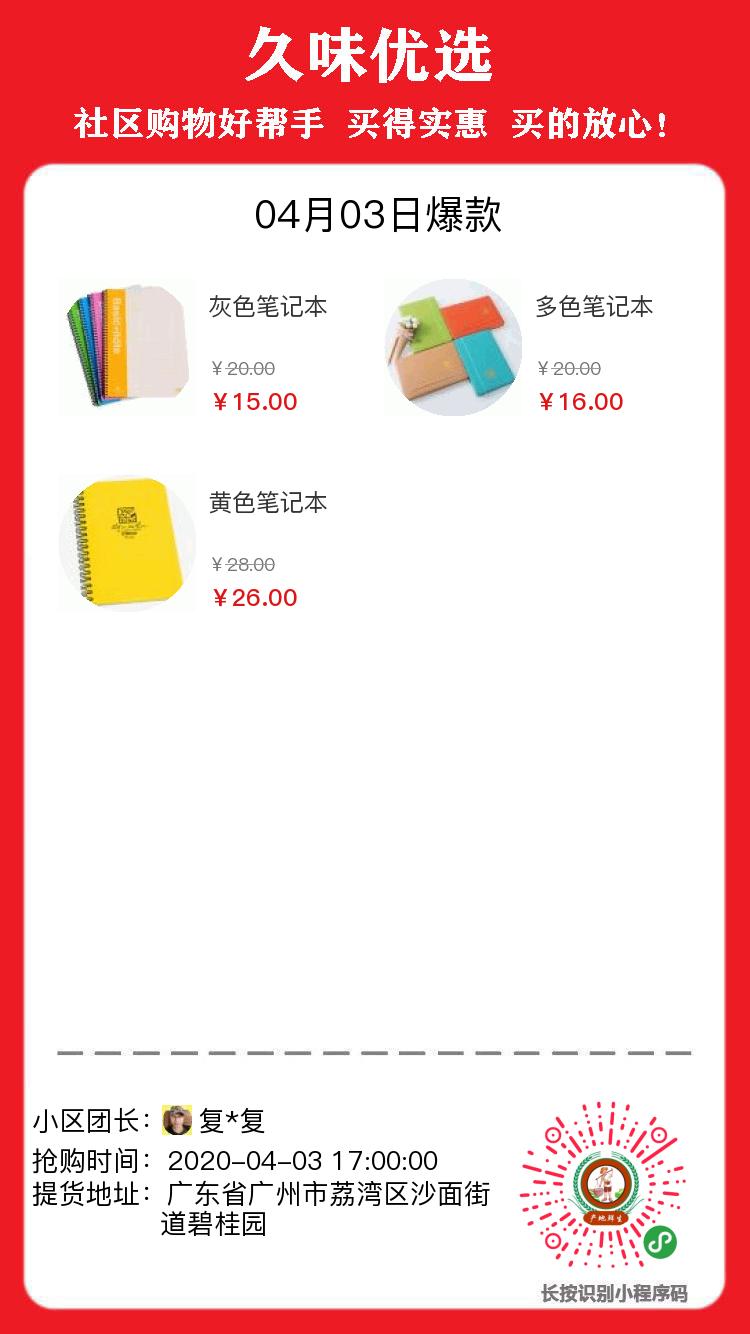 久味优选
社区购物好帮手 买得实惠 买的放心!
04月03日爆款
灰色笔记本
¥20.00
¥15.00
多色笔记本
¥20.00
¥16.00
Basic-note
黄色笔记本
¥28.00
¥26.00
小区团长：复*复
抢购时间：2020-04-03 17:00:00
提货地址：广东省广州市荔湾区沙面街
道碧桂园
产地鲜生
长按识别小程序码